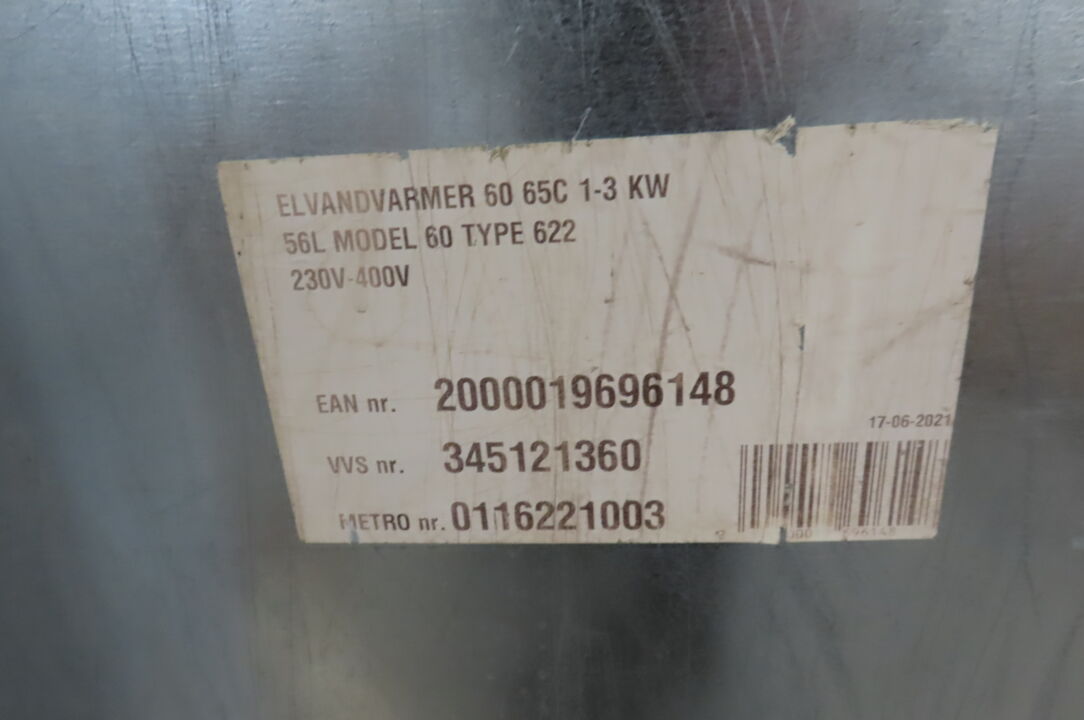 ELVANDVARMER 60 65C 1-3 KW
56L MODEL 60 TYPE 622
230V-400V
EAN nr. 2000019696148
17-06-2021
VVS nr. 345121360
METRO nr. 0116221003